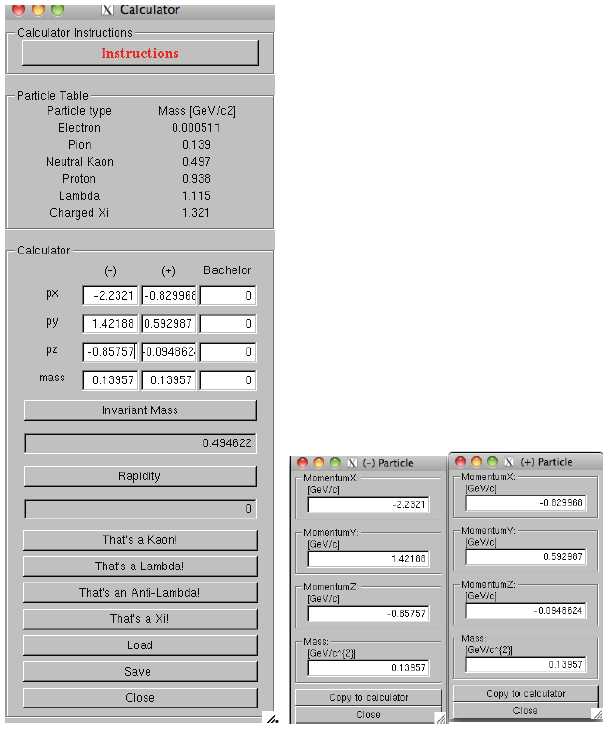 X Calculator
Calculator Instructions
Instructions
Particle Table
Particle type Mass [GeV/c2]
Electron 0.000511
Pion 0.139
Neutral Kaon 0.497
Proton 0.938
Lambda 1.115
Charged Xi 1.321
Calculator
(-) (+) Bachelor
px -2.2321 -0.829968 0
py 1.42188 0.592987 0
pz -0.85757 -0.0948624 0
mass 0.13957 0.13957 0
Invariant Mass
0.494622
Rapidity
0
That's a Kaon!
That's a Lambda!
That's an Anti-Lambda!
That's a Xi!
Load
Save
Close
X (-) Particle
MomentumX:
[GeV/c]
-2.2321
MomentumY:
[GeV/c]
1.42188
MomentumZ:
[GeV/c]
-0.85757
Mass:
[GeV/c^{2}]
0.13957
Copy to calculator
Close
X (+) Particle
MomentumX:
[GeV/c]
-0.829968
MomentumY:
[GeV/c]
0.592987
MomentumZ:
[GeV/c]
-0.0948624
Mass:
[GeV/c^{2}]
0.13957
Copy to calculator
Close